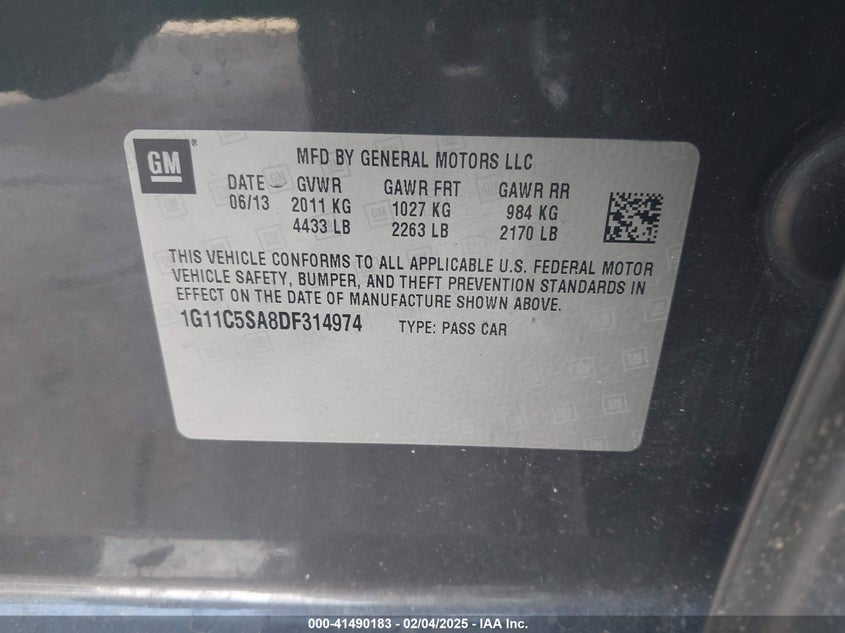 GM
MFD BY GENERAL MOTORS LLC
DATE GVWR GAWR FRT GAWR RR
06/13 2011 KG 1027 KG 984 KG
4433 LB 2263 LB 2170 LB
THIS VEHICLE CONFORMS TO ALL APPLICABLE U.S. FEDERAL MOTOR
VEHICLE SAFETY, BUMPER, AND THEFT PREVENTION STANDARDS IN
EFFECT ON THE DATE OF MANUFACTURE SHOWN ABOVE.
1G11C5SA8DF314974 TYPE: PASS CAR
000-41490183 - 02/04/2025 - IAA Inc.